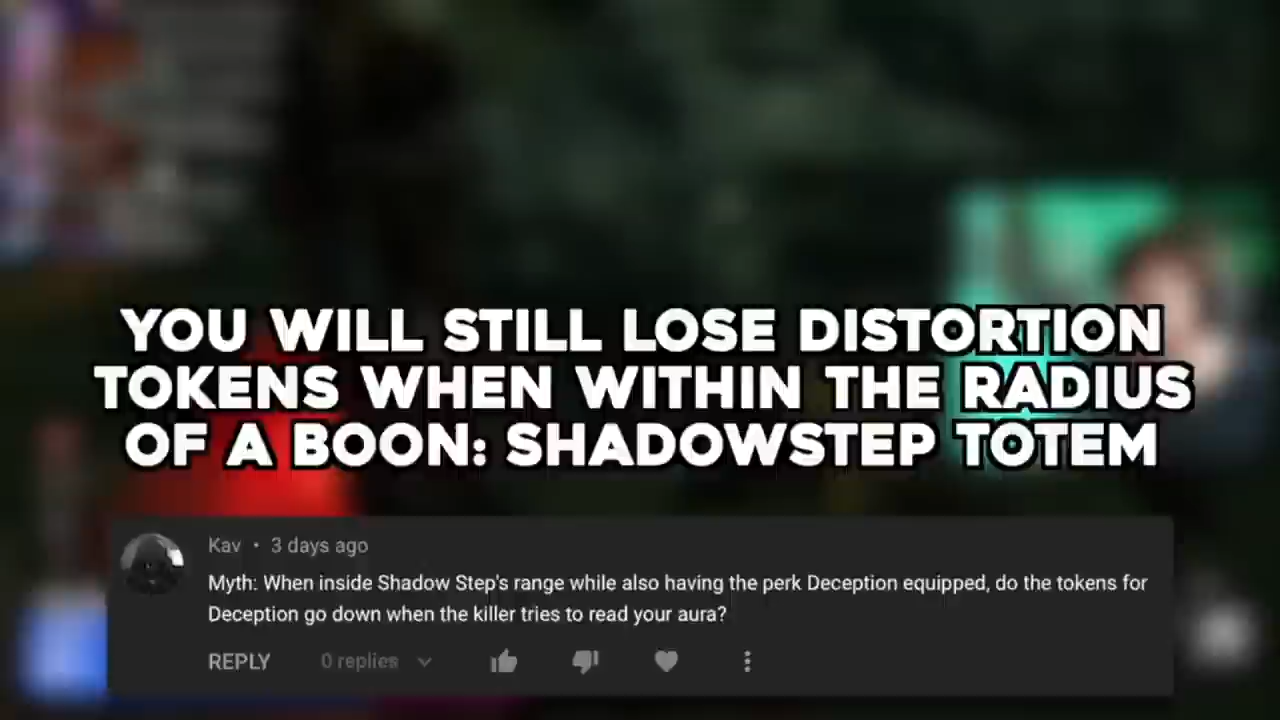 YOU WILL STILL LOSE DISTORTION
TOKENS WHEN WITHIN THE RADIUS
OF A BOON: SHADOWSTEP TOTEM
Kav • 3 days ago
Myth: When inside Shadow Step's range while also having the perk Deception equipped, do the tokens for
Deception go down when the killer tries to read your aura?
REPLY 0 replies